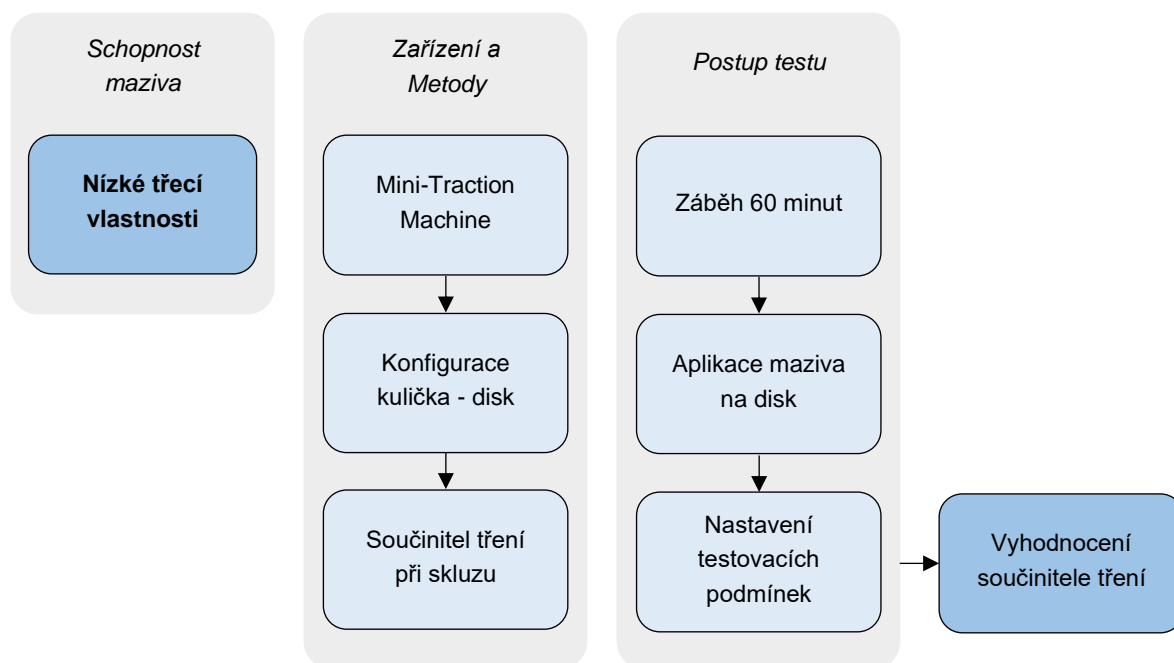 Schopnost
maziva
Nízké třecí
vlastnosti
Zařízení a
Metody
Mini-Traction
Machine
Konfigurace
kulička - disk
Součinitel tření
při skluzu
Postup testu
Záběh 60 minut
Aplikace maziva
na disk
Nastavení
testovacích
podmínek
Vyhodnocení
součinitele tření